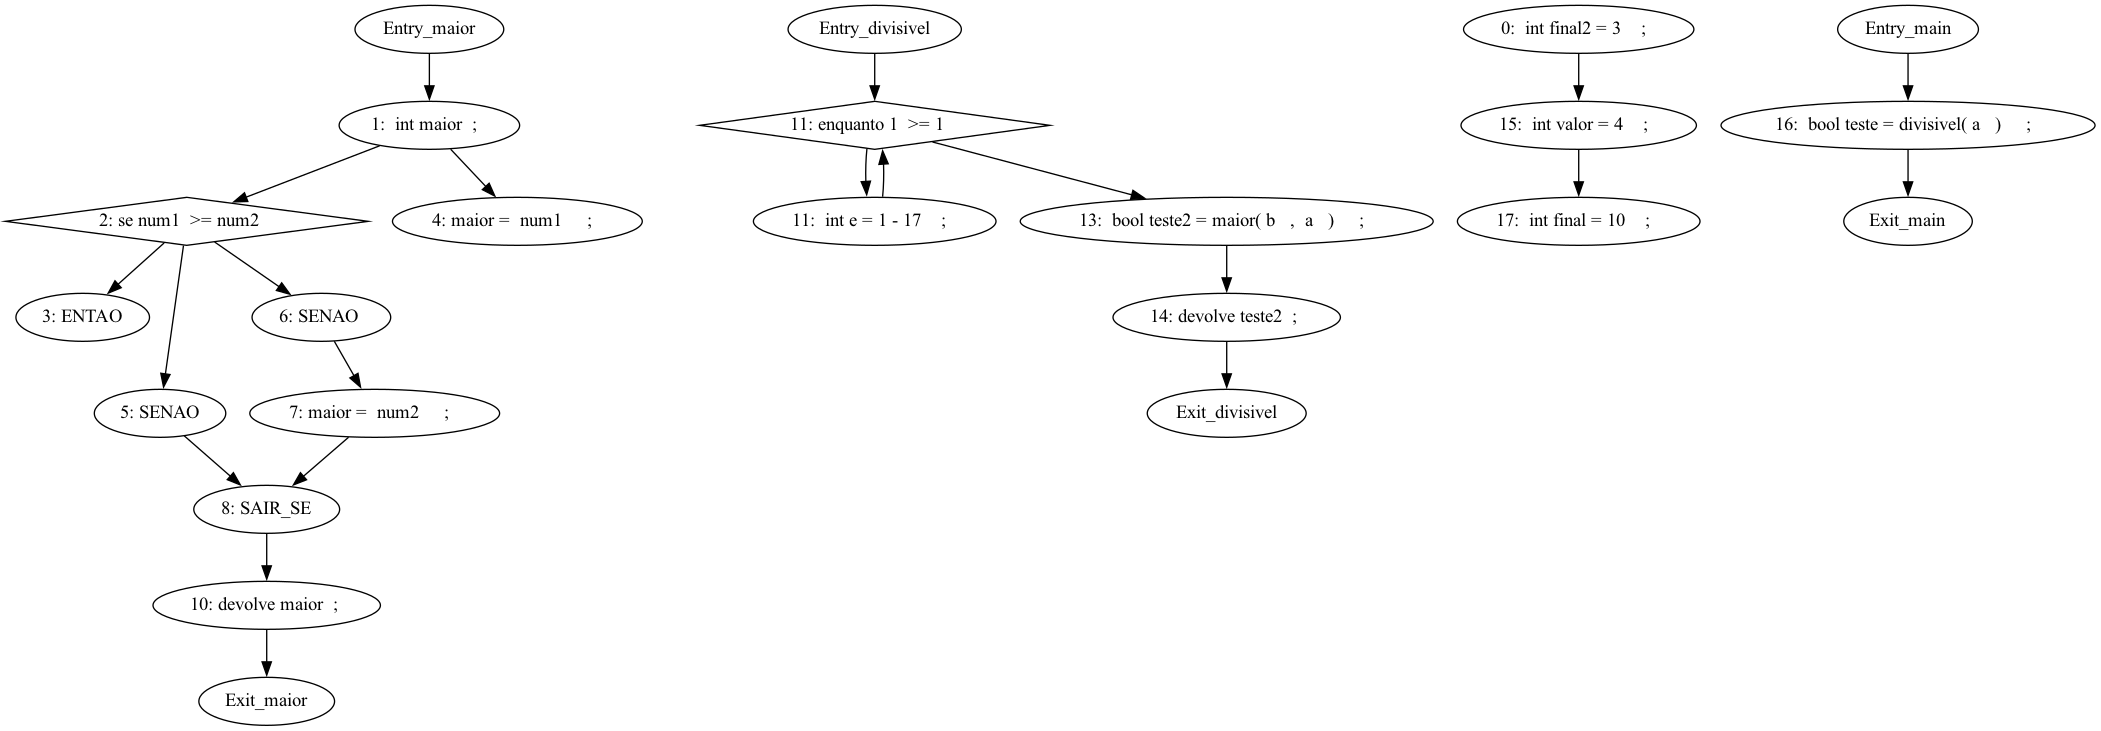 Entry_maior
1:  int maior  ;
2: se num1  >= num2
4: maior =  num1     ;
3: ENTAO
6: SENAO
5: SENAO
7: maior =  num2     ;
8: SAIR_SE
10: devolve maior  ;
Exit_maior
Entry_divisivel
11: enquanto 1  >= 1
11:  int e = 1 - 17    ;
13:  bool teste2 = maior( b   ,  a   )     ;
14: devolve teste2  ;
Exit_divisivel
0:  int final2 = 3    ;
15:  int valor = 4    ;
17:  int final = 10    ;
Entry_main
16:  bool teste = divisivel( a   )     ;
Exit_main